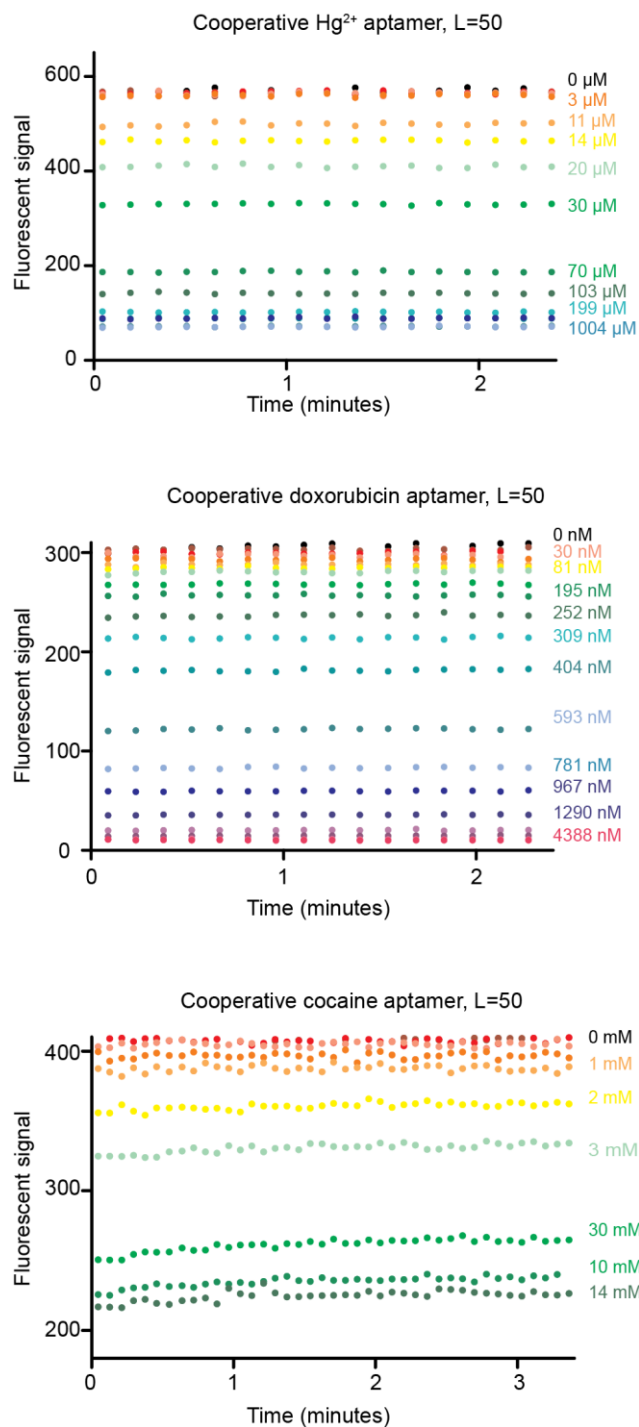 Cooperative Hg²⁺ aptamer, L=50
Fluorescent signal
600
400
200
0
0 µM
3 µM
11 µM
14 µM
20 µM
30 µM
70 µM
103 µM
199 µM
1004 µM
0
1
2
Time (minutes)
Cooperative doxorubicin aptamer, L=50
Fluorescent signal
300
200
100
0
0 nM
30 nM
81 nM
195 nM
252 nM
309 nM
404 nM
593 nM
781 nM
967 nM
1290 nM
4388 nM
0
1
2
Time (minutes)
Cooperative cocaine aptamer, L=50
Fluorescent signal
400
300
200
0 mM
1 mM
2 mM
3 mM
30 mM
10 mM
14 mM
0
1
2
3
Time (minutes)